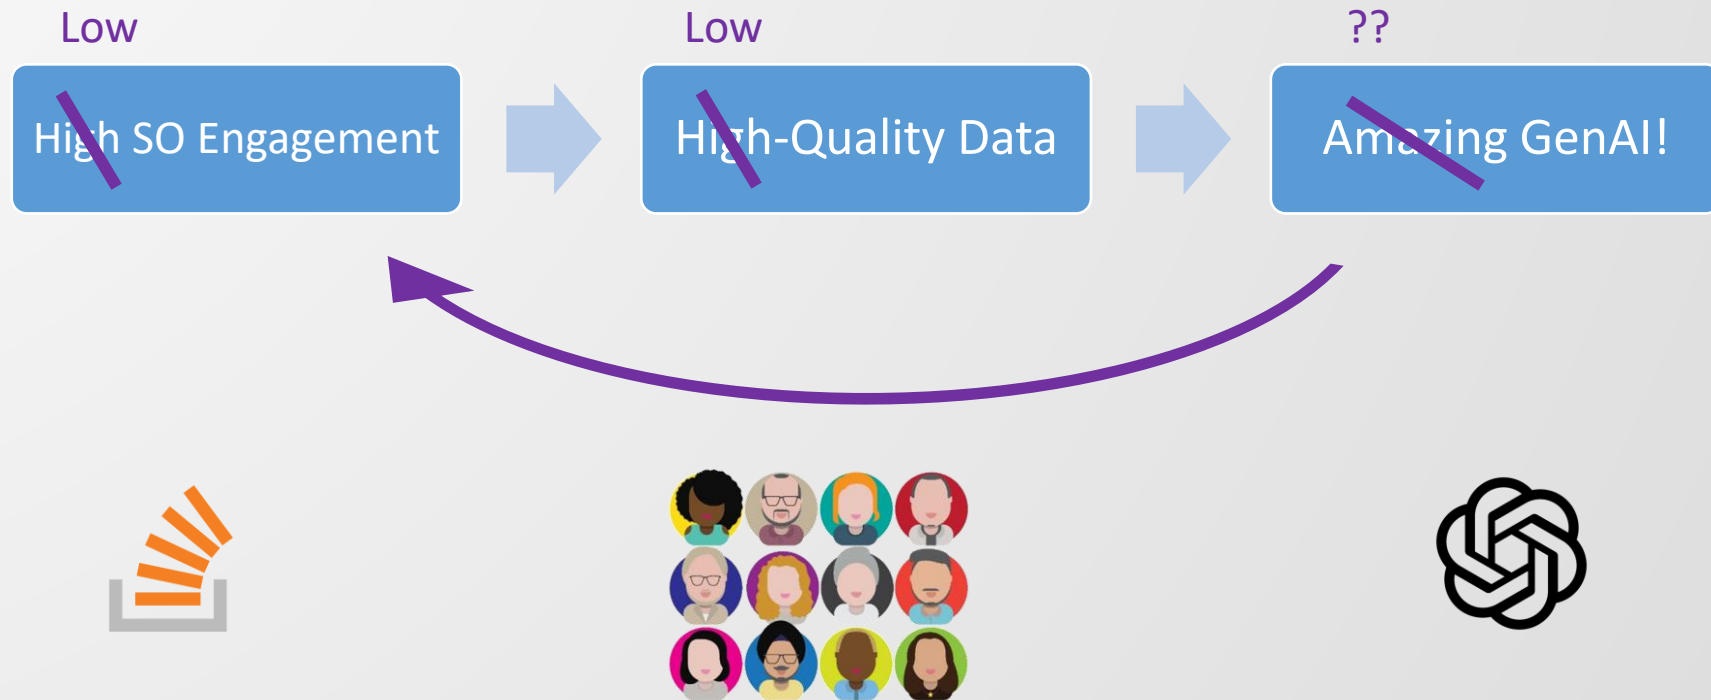 Low
Low
??
High SO Engagement
High-Quality Data
Amazing GenAI!